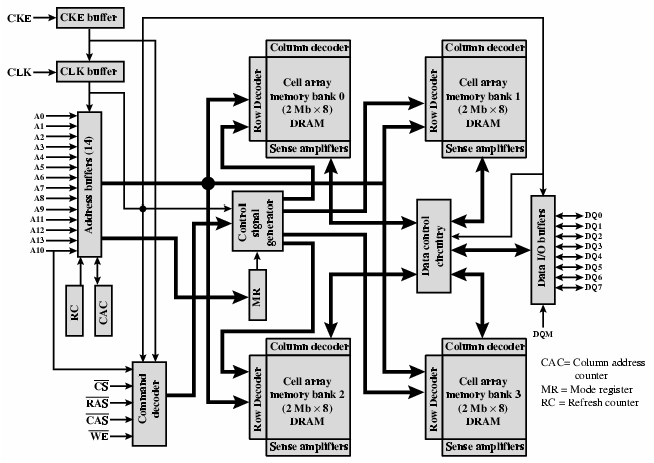 CKE
CKE buffer
CLK
CLK buffer
A0
A1
A2
A3
A4
A5
A6
A7
A8
A9
A11
A12
A13
A10
Address buffers (14)
RC
CAC
CS
RAS
CAS
WE
Command
decoder
Control
signal
generator
MR
Column decoder
Row Decoder
Cell array
memory bank 0
(2 Mb × 8)
DRAM
Sense amplifiers
Column decoder
Row Decoder
Cell array
memory bank 1
(2 Mb × 8)
DRAM
Sense amplifiers
Data control
circuitry
Data I/O buffers
DQ0
DQ1
DQ2
DQ3
DQ4
DQ5
DQ6
DQ7
DQM
Column decoder
Row Decoder
Cell array
memory bank 2
(2 Mb × 8)
DRAM
Sense amplifiers
Column decoder
Row Decoder
Cell array
memory bank 3
(2 Mb × 8)
DRAM
Sense amplifiers
CAC= Column address
counter
MR = Mode register
RC = Refresh counter